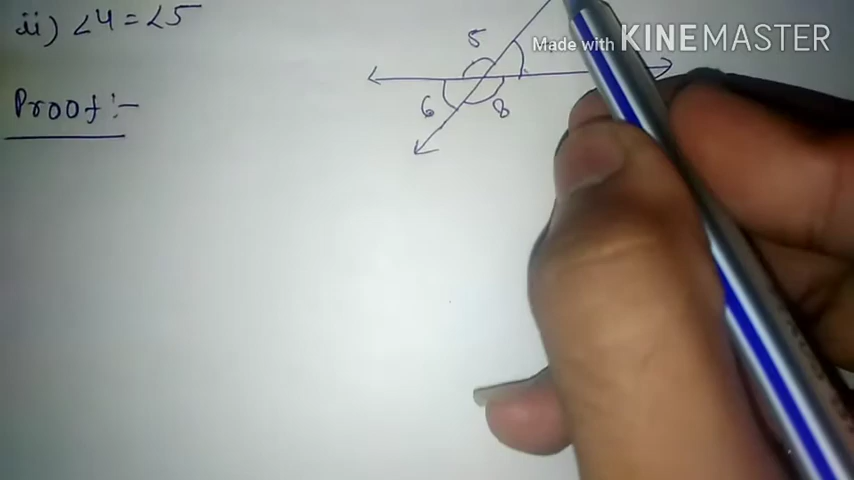 ii) ∠4 = ∠5
5
Made with KINEMASTER
Proof :-
6
8